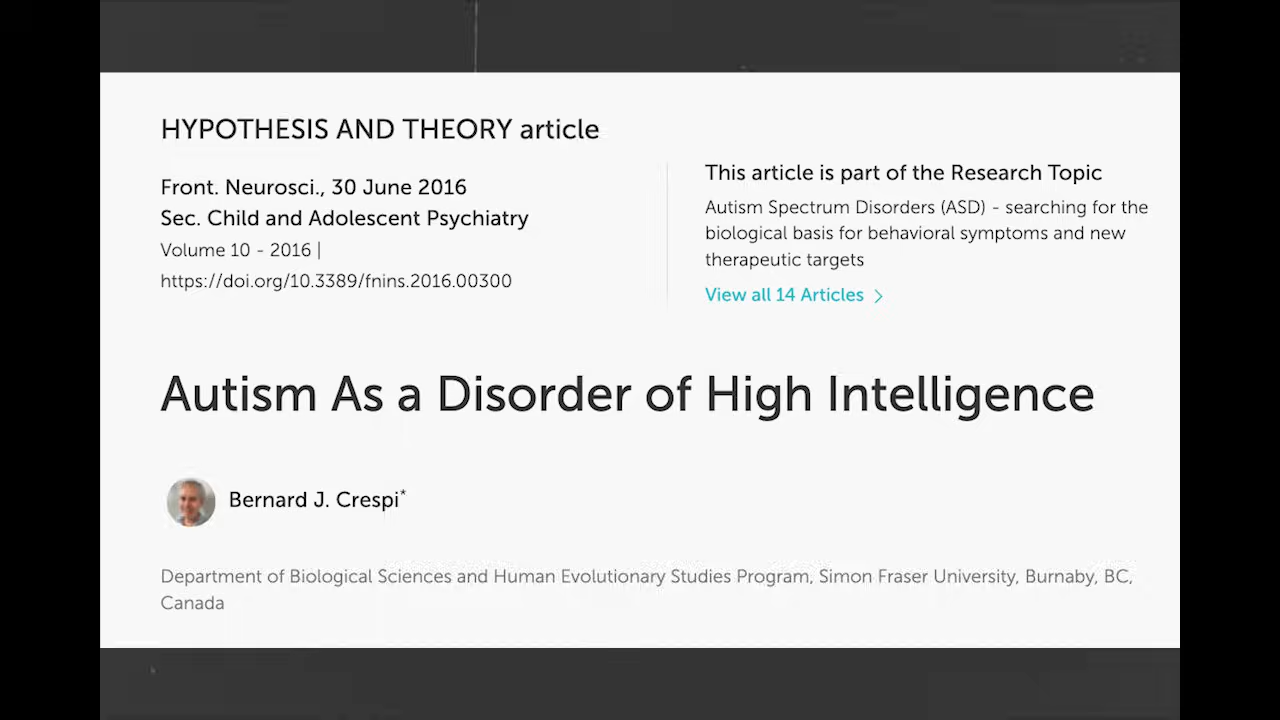 HYPOTHESIS AND THEORY article
Front. Neurosci., 30 June 2016
Sec. Child and Adolescent Psychiatry
Volume 10 - 2016 |
https://doi.org/10.3389/fnins.2016.00300
This article is part of the Research Topic
Autism Spectrum Disorders (ASD) - searching for the
biological basis for behavioral symptoms and new
therapeutic targets
View all 14 Articles >
Autism As a Disorder of High Intelligence
Bernard J. Crespi*
Department of Biological Sciences and Human Evolutionary Studies Program, Simon Fraser University, Burnaby, BC,
Canada